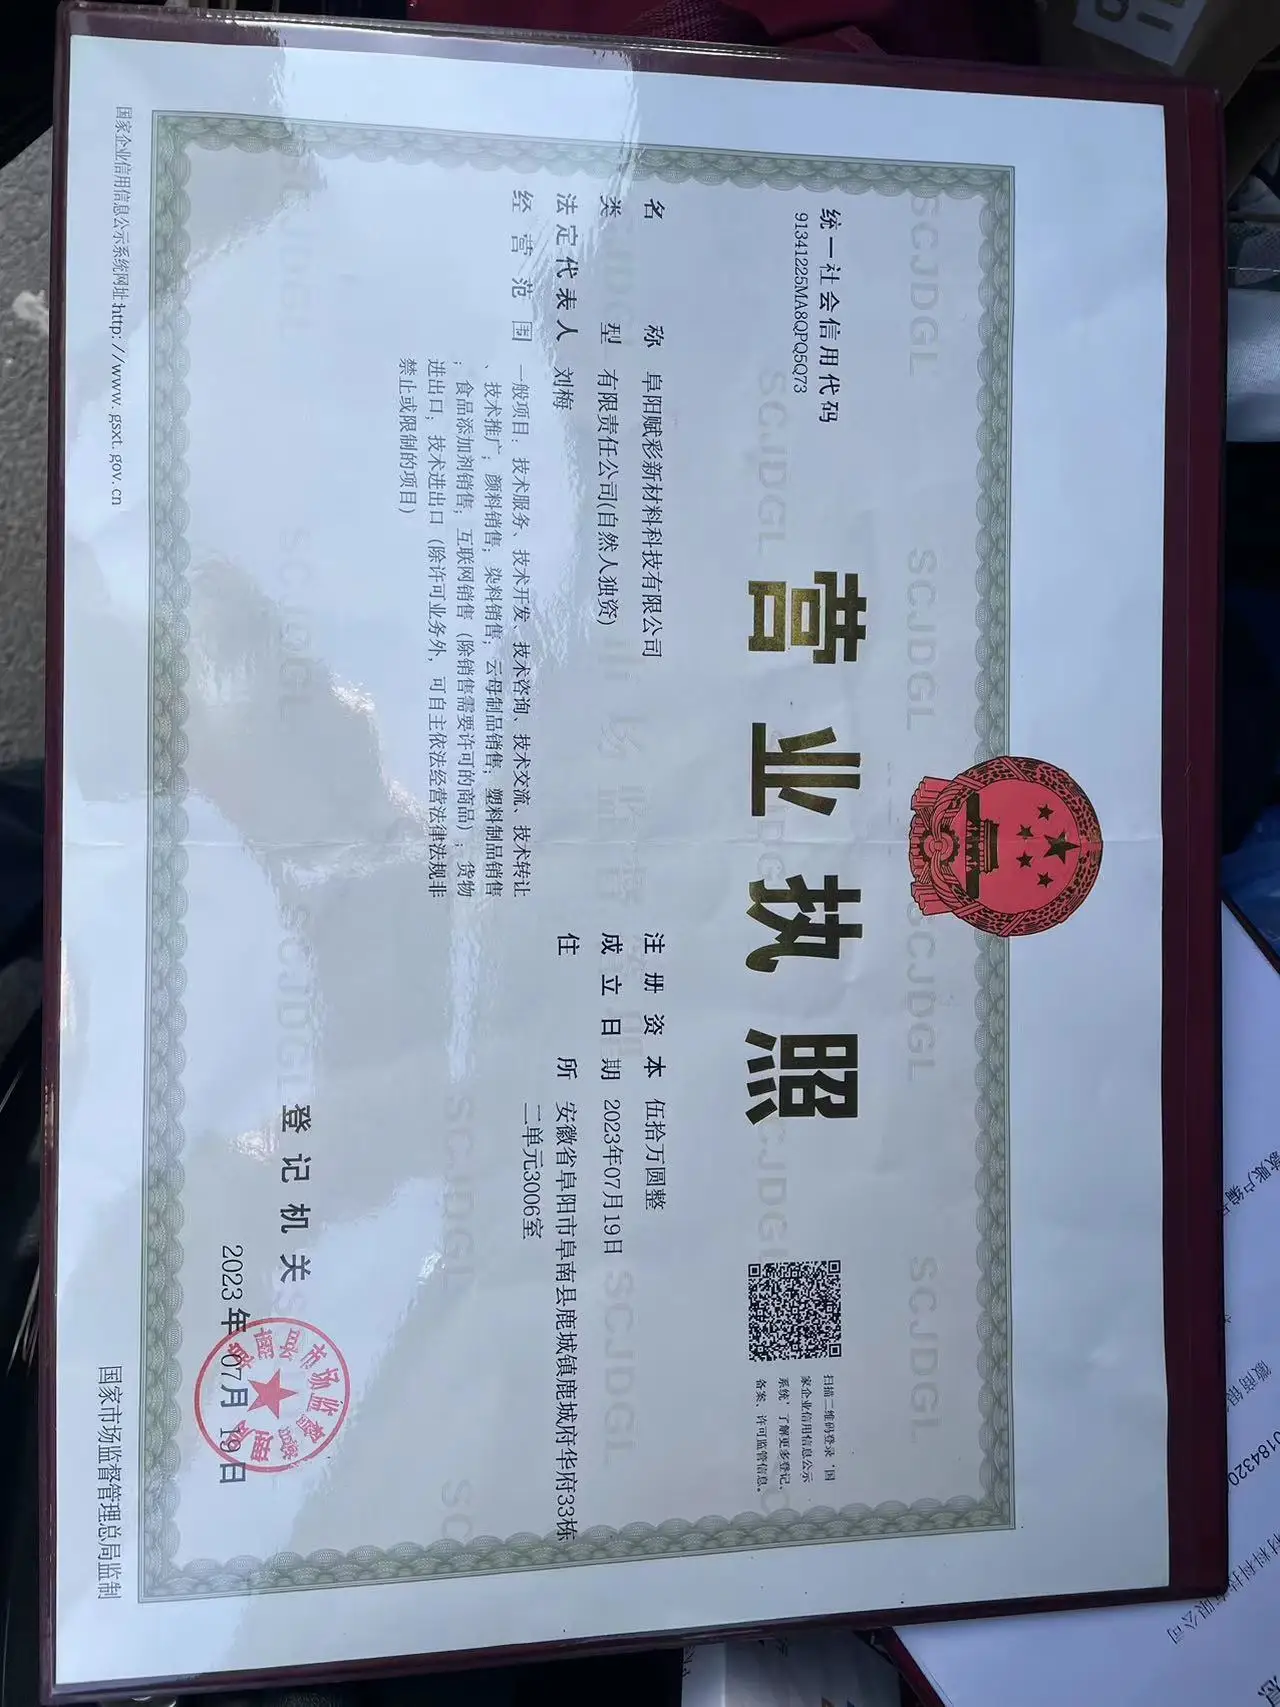 营业执照
统一社会信用代码
91341225MA8QPQ5Q73
扫描二维码登录‘国
家企业信用信息公示
系统’了解更多登记、
备案、许可监管信息。
名称 阜阳赋彩新材料科技有限公司
类型 有限责任公司(自然人独资)
法定代表人 刘梅
经营范围 一般项目：技术服务、技术开发、技术咨询、技术交流、技术转让
、技术推广；颜料销售；染料销售；云母制品销售；塑料制品销售
；食品添加剂销售；互联网销售（除销售需要许可的商品）；货物
进出口；技术进出口（除许可业务外，可自主依法经营法律法规非
禁止或限制的项目）
注册资本 伍拾万圆整
成立日期 2023年07月19日
住所 安徽省阜阳市阜南县鹿城镇鹿城府华府33栋
二单元3006室
登记机关
2023年07月19日
国家企业信用信息公示系统网址http://www.gsxt.gov.cn
国家市场监督管理总局监制
SCJDGL